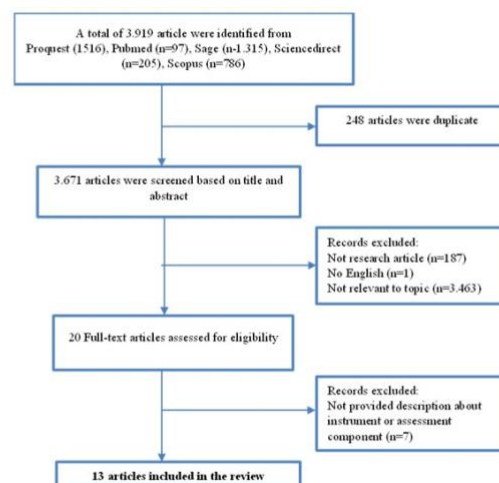 A total of 3.919 article were identified from
Proquest (1516), Pubmed (n=97), Sage (n-1.315), Sciencedirect
(n=205), Scopus (n=786)
248 articles were duplicate
3.671 articles were screened based on title and
abstract
Records excluded:
Not research article (n=187)
No English (n=1)
Not relevant to topic (n=3.463)
20 Full-text articles assessed for eligibility
Records excluded:
Not provided description about
instrument or assessment
component (n=7)
13 articles included in the review